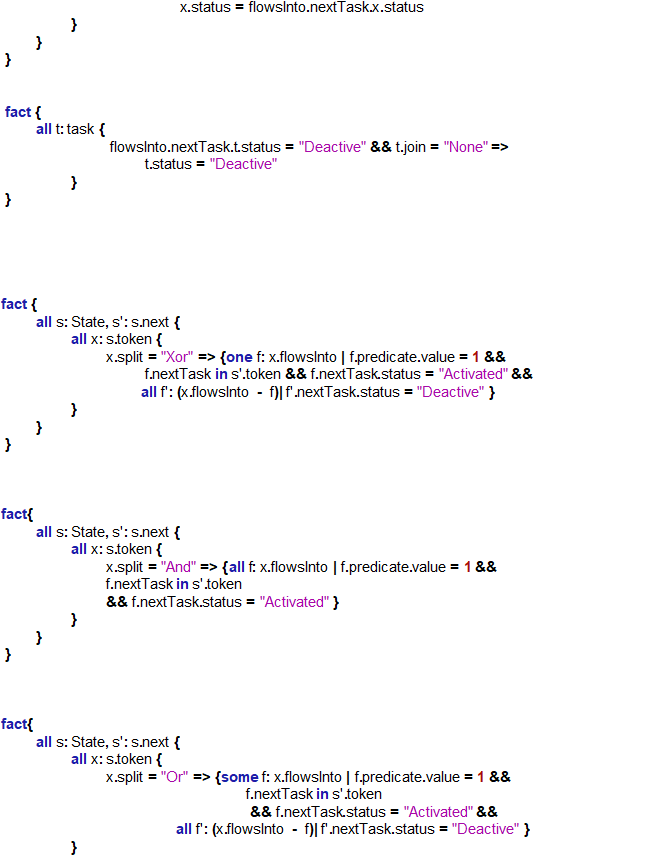 x.status = flowsInto.nextTask.x.status
}
}
}
fact {
all t: task {
flowsInto.nextTask.t.status = "Deactive" && t.join = "None" =>
t.status = "Deactive"
}
}
fact {
all s: State, s': s.next {
all x: s.token {
x.split = "Xor" => {one f: x.flowsInto | f.predicate.value = 1 &&
f.nextTask in s'.token && f.nextTask.status = "Activated" &&
all f': (x.flowsInto - f)| f'.nextTask.status = "Deactive" }
}
}
}
fact{
all s: State, s': s.next {
all x: s.token {
x.split = "And" => {all f: x.flowsInto | f.predicate.value = 1 &&
f.nextTask in s'.token
&& f.nextTask.status = "Activated" }
}
}
}
fact{
all s: State, s': s.next {
all x: s.token {
x.split = "Or" => {some f: x.flowsInto | f.predicate.value = 1 &&
f.nextTask in s'.token
&& f.nextTask.status = "Activated" &&
all f': (x.flowsInto - f)| f'.nextTask.status = "Deactive" }
}